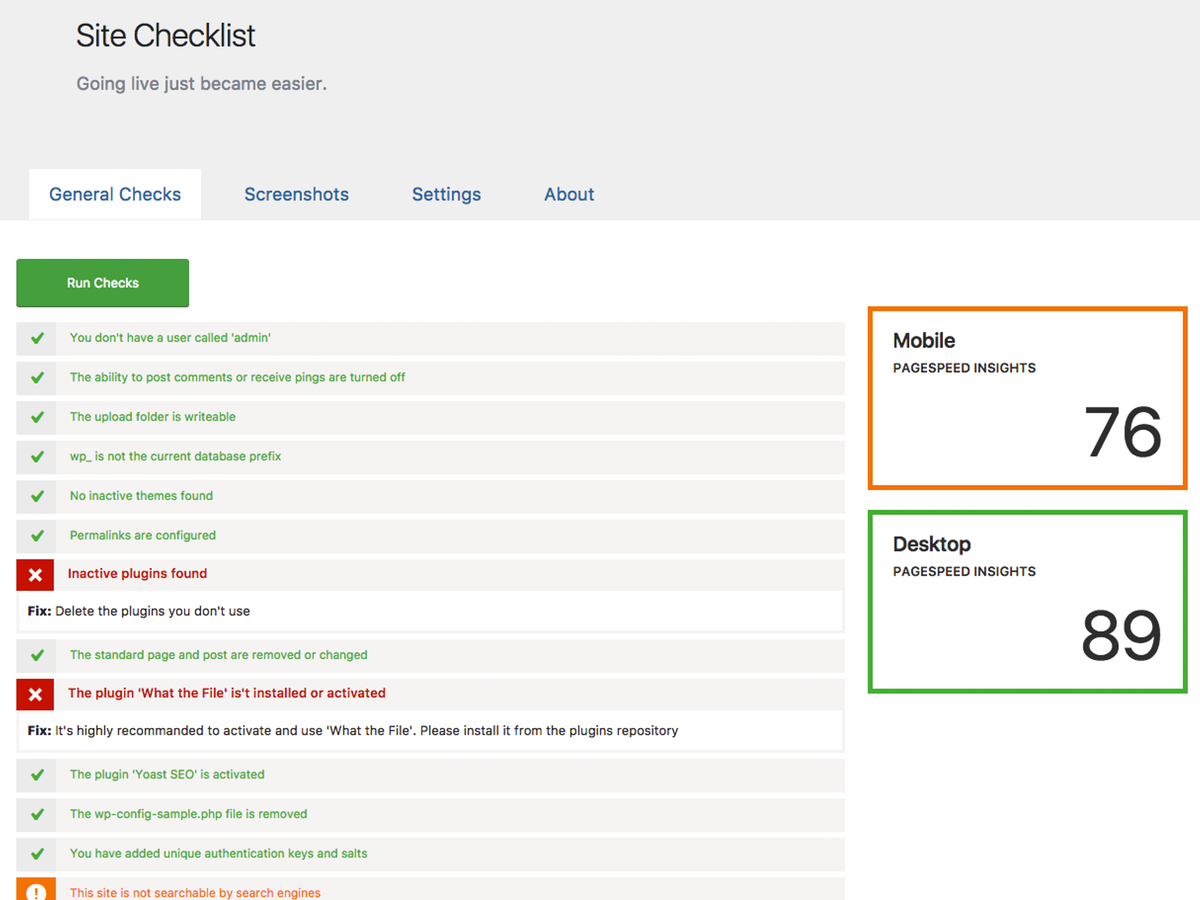 Site Checklist
Going live just became easier.
General Checks
Screenshots
Settings
About
Run Checks
You don't have a user called 'admin'
The ability to post comments or receive pings are turned off
The upload folder is writeable
wp_ is not the current database prefix
No inactive themes found
Permalinks are configured
Inactive plugins found
Fix: Delete the plugins you don't use
The standard page and post are removed or changed
The plugin 'What the File' is't installed or activated
Fix: It's highly recommanded to activate and use 'What the File'. Please install it from the plugins repository
The plugin 'Yoast SEO' is activated
The wp-config-sample.php file is removed
You have added unique authentication keys and salts
This site is not searchable by search engines
Mobile
PAGESPEED INSIGHTS
76
Desktop
PAGESPEED INSIGHTS
89